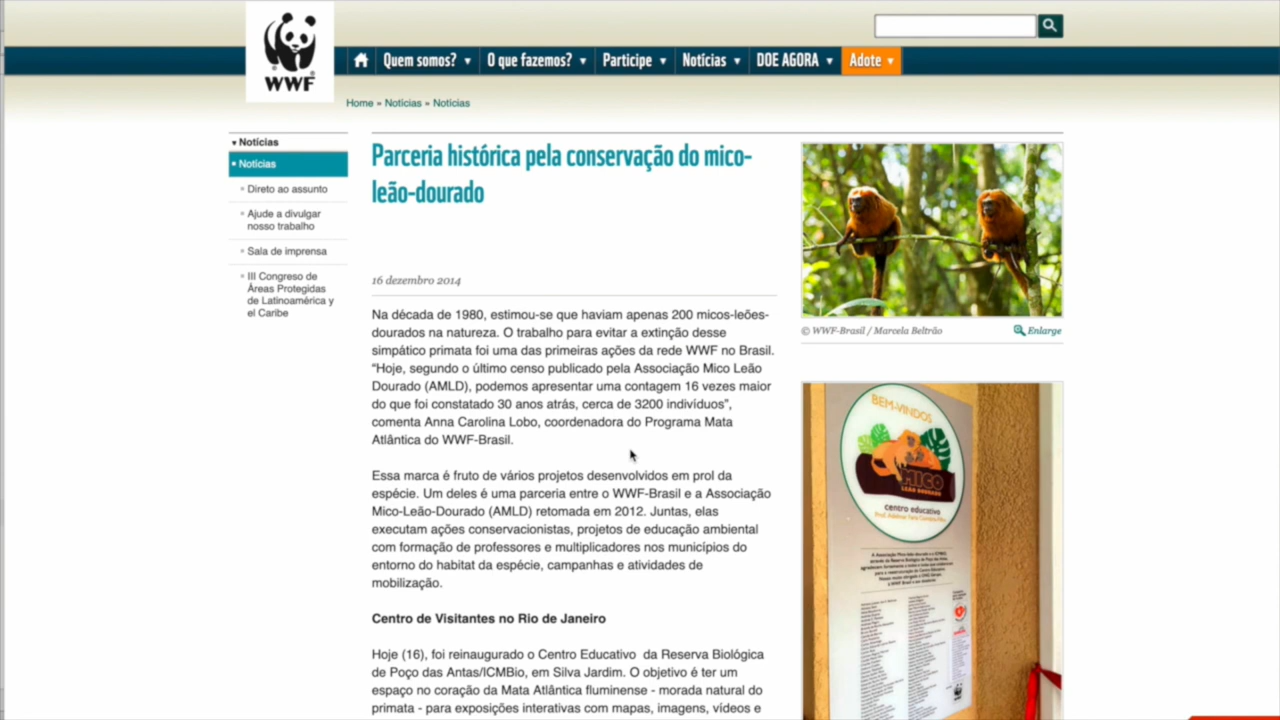 WWF
Quem somos?
O que fazemos?
Participe
Notícias
DOE AGORA
Adote
Home » Notícias » Notícias
Notícias
Notícias
Direto ao assunto
Ajude a divulgar
nosso trabalho
Sala de imprensa
III Congreso de
Áreas Protegidas
de Latinoamérica y
el Caribe
Parceria histórica pela conservação do mico-
leão-dourado
16 dezembro 2014
Na década de 1980, estimou-se que haviam apenas 200 micos-leões-
dourados na natureza. O trabalho para evitar a extinção desse
simpático primata foi uma das primeiras ações da rede WWF no Brasil.
“Hoje, segundo o último censo publicado pela Associação Mico Leão
Dourado (AMLD), podemos apresentar uma contagem 16 vezes maior
do que foi constatado 30 anos atrás, cerca de 3200 indivíduos”,
comenta Anna Carolina Lobo, coordenadora do Programa Mata
Atlântica do WWF-Brasil.
Essa marca é fruto de vários projetos desenvolvidos em prol da
espécie. Um deles é uma parceria entre o WWF-Brasil e a Associação
Mico-Leão-Dourado (AMLD) retomada em 2012. Juntas, elas
executam ações conservacionistas, projetos de educação ambiental
com formação de professores e multiplicadores nos municípios do
entorno do habitat da espécie, campanhas e atividades de
mobilização.
Centro de Visitantes no Rio de Janeiro
Hoje (16), foi reinaugurado o Centro Educativo da Reserva Biológica
de Poço das Antas/ICMBio, em Silva Jardim. O objetivo é ter um
espaço no coração da Mata Atlântica fluminense - morada natural do
primata - para exposições interativas com mapas, imagens, vídeos e
© WWF-Brasil / Marcela Beltrão
Enlarge
BEM-VINDOS
MICO
LEÃO DOURADO
centro educativo